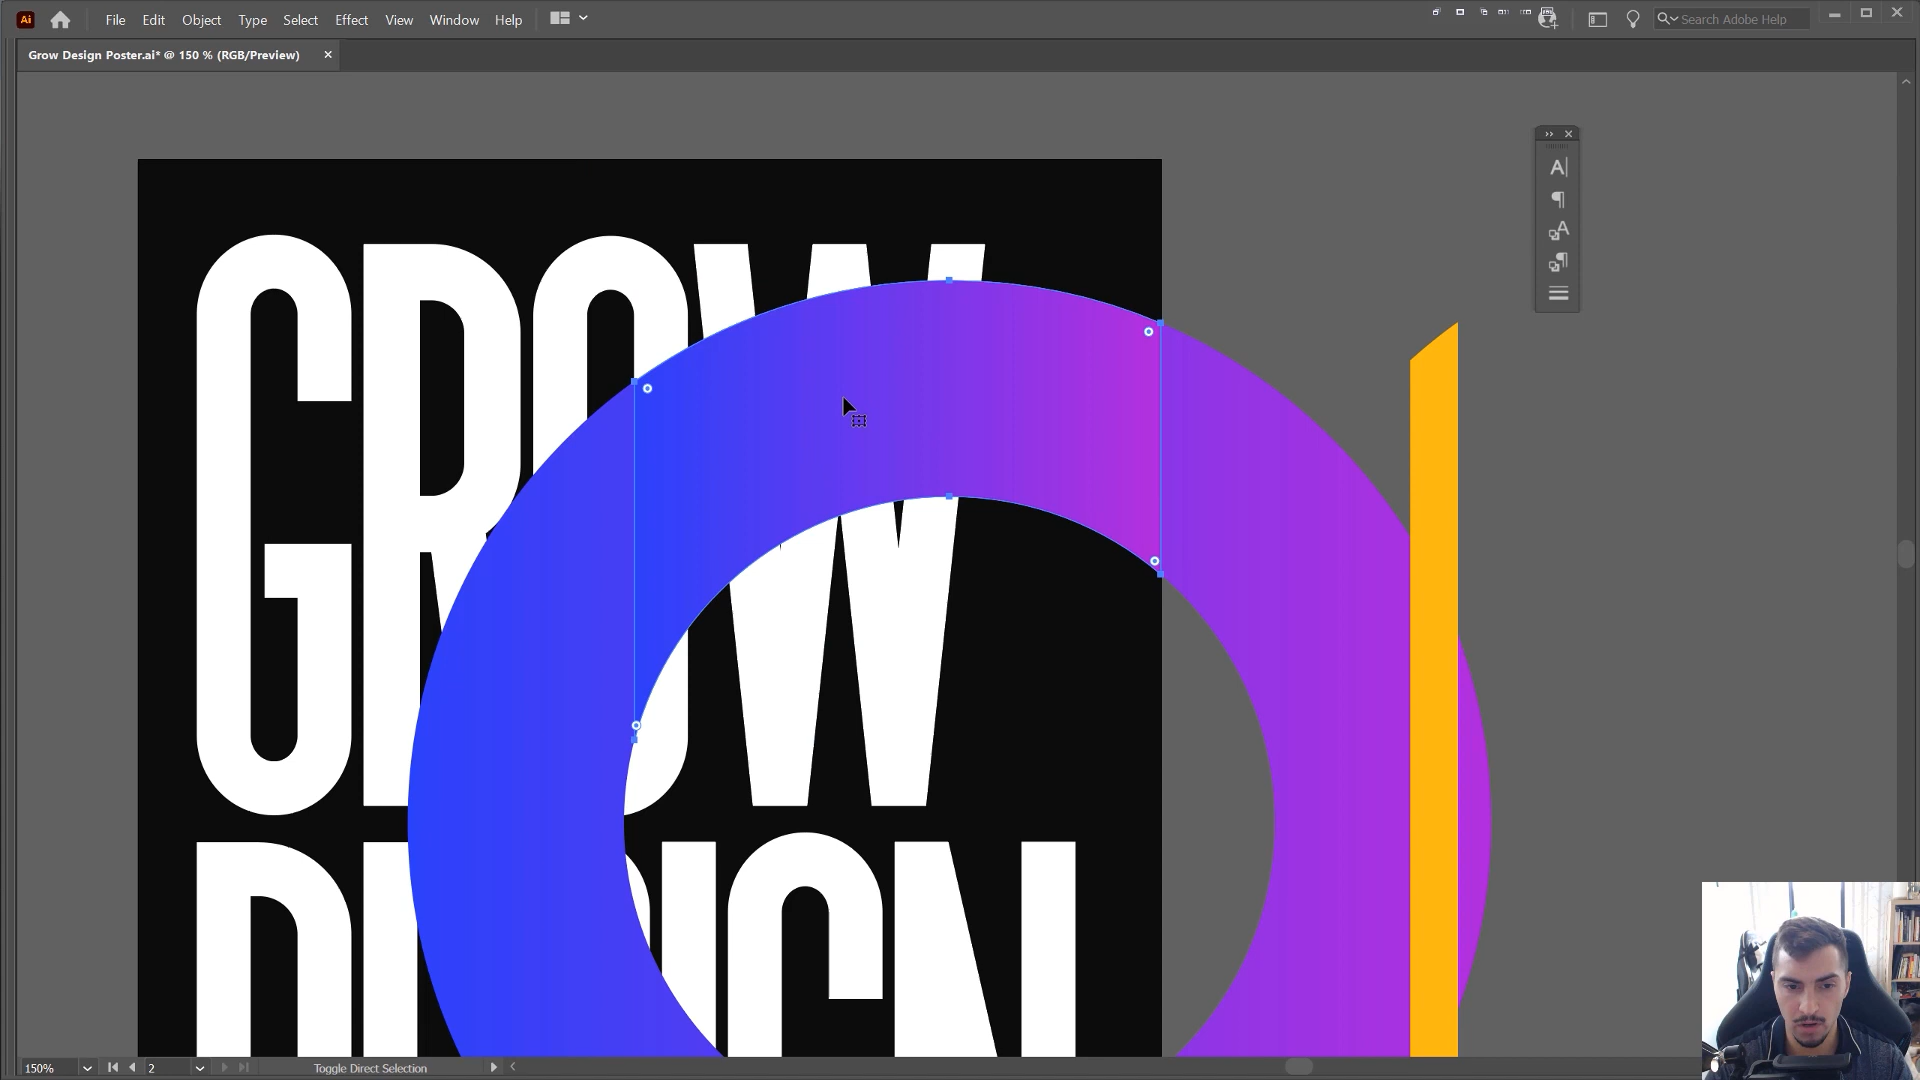 Ai File Edit Object Type Select Effect View Window Help Search Adobe Help
Grow Design Poster.ai* @ 150 % (RGB/Preview)
GROW
150% 2 Toggle Direct Selection